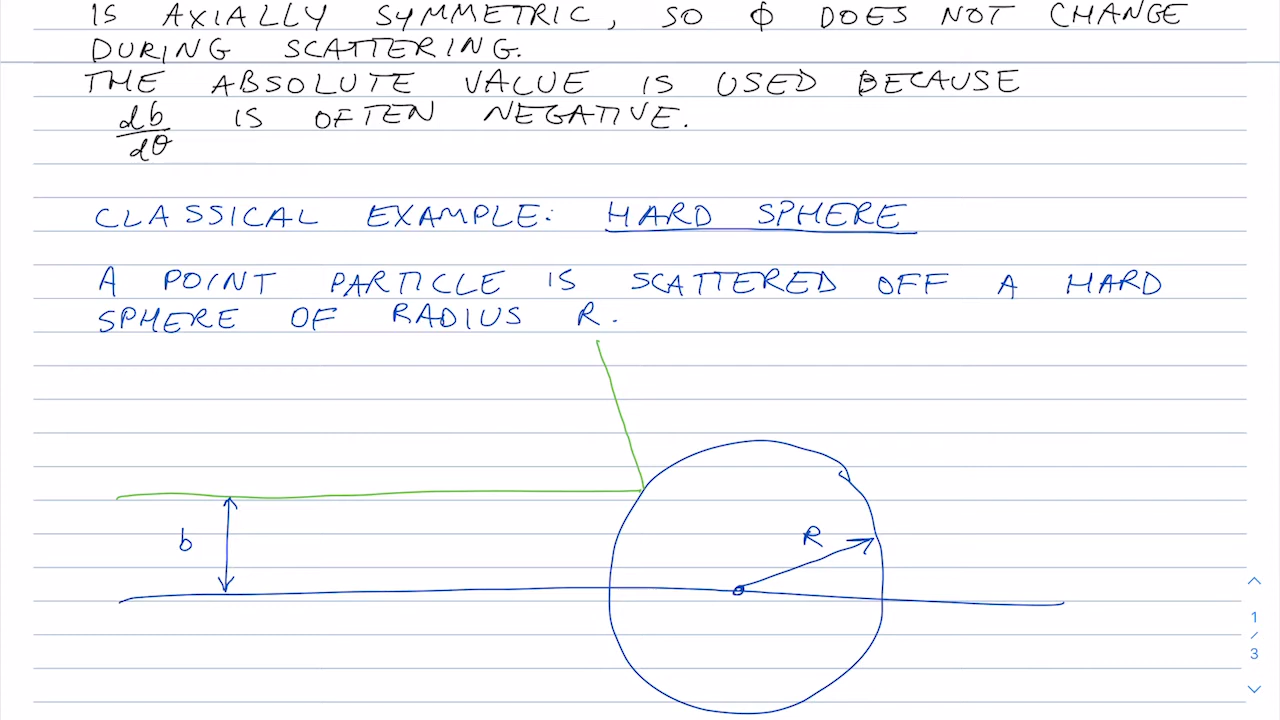 IS AXIALLY SYMMETRIC, SO ϕ DOES NOT CHANGE
DURING SCATTERING.
THE ABSOLUTE VALUE IS USED BECAUSE
db/dθ IS OFTEN NEGATIVE.
CLASSICAL EXAMPLE: HARD SPHERE
A POINT PARTICLE IS SCATTERED OFF A HARD
SPHERE OF RADIUS R.
b
R
1
/
3